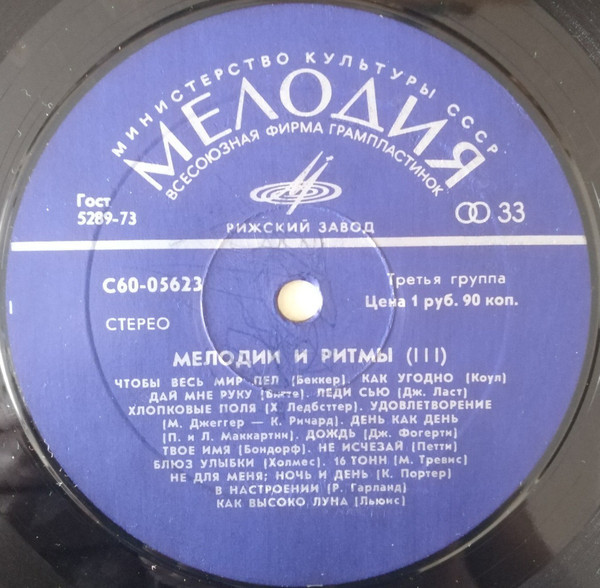 МИНИСТЕРСТВО КУЛЬТУРЫ СССР
МЕЛОДИЯ
ВСЕСОЮЗНАЯ ФИРМА ГРАМПЛАСТИНОК
Гост
5289-73
33
РИЖСКИЙ ЗАВОД
С60-05623
Третья группа
Цена 1 руб. 90 коп.
СТЕРЕО
МЕЛОДИИ И РИТМЫ (III)
ЧТОБЫ ВЕСЬ МИР ПЕЛ (Беккер). КАК УГОДНО (Коул)
ДАЙ МНЕ РУКУ. ЛЕДИ СЬЮ (Дж. Ласт)
ХЛОПКОВЫЕ ПОЛЯ (Х. Ледбеттер). УДОВЛЕТВОРЕНИЕ
(М. Джеггер — К. Ричард). ДЕНЬ КАК ДЕНЬ
(П. и Л. Маккартни). ДОЖДЬ (Дж. Фогерти)
ТВОЕ ИМЯ (Бондорф). НЕ ИСЧЕЗАЙ (Петти)
БЛЮЗ УЛЫБКИ (Холмес). 16 ТОНН (М. Тревис)
НЕ ДЛЯ МЕНЯ; НОЧЬ И ДЕНЬ (К. Портер)
В НАСТРОЕНИИ (Р. Гарланд)
КАК ВЫСОКО ЛУНА (Льюис)